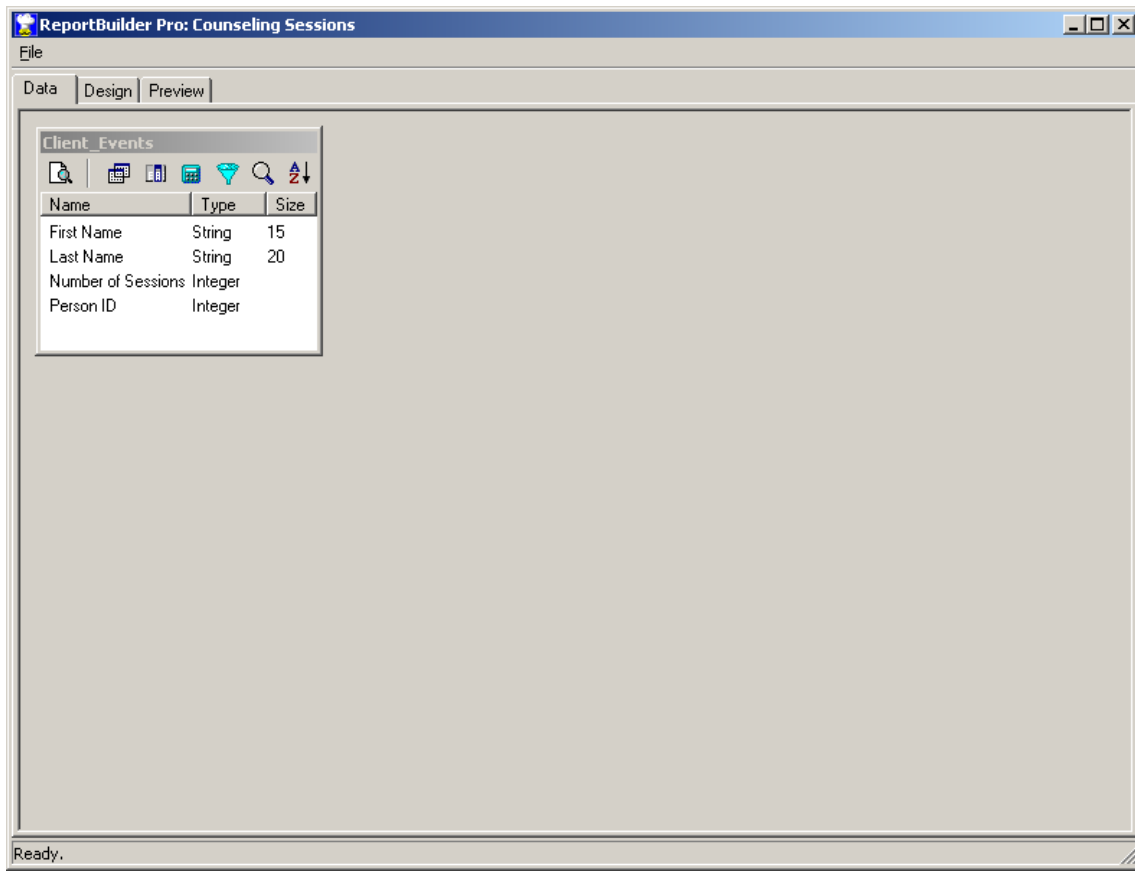 ReportBuilder Pro: Counseling Sessions
File
Data Design Preview
Client_Events
Name Type Size
First Name String 15
Last Name String 20
Number of Sessions Integer
Person ID Integer
Ready.